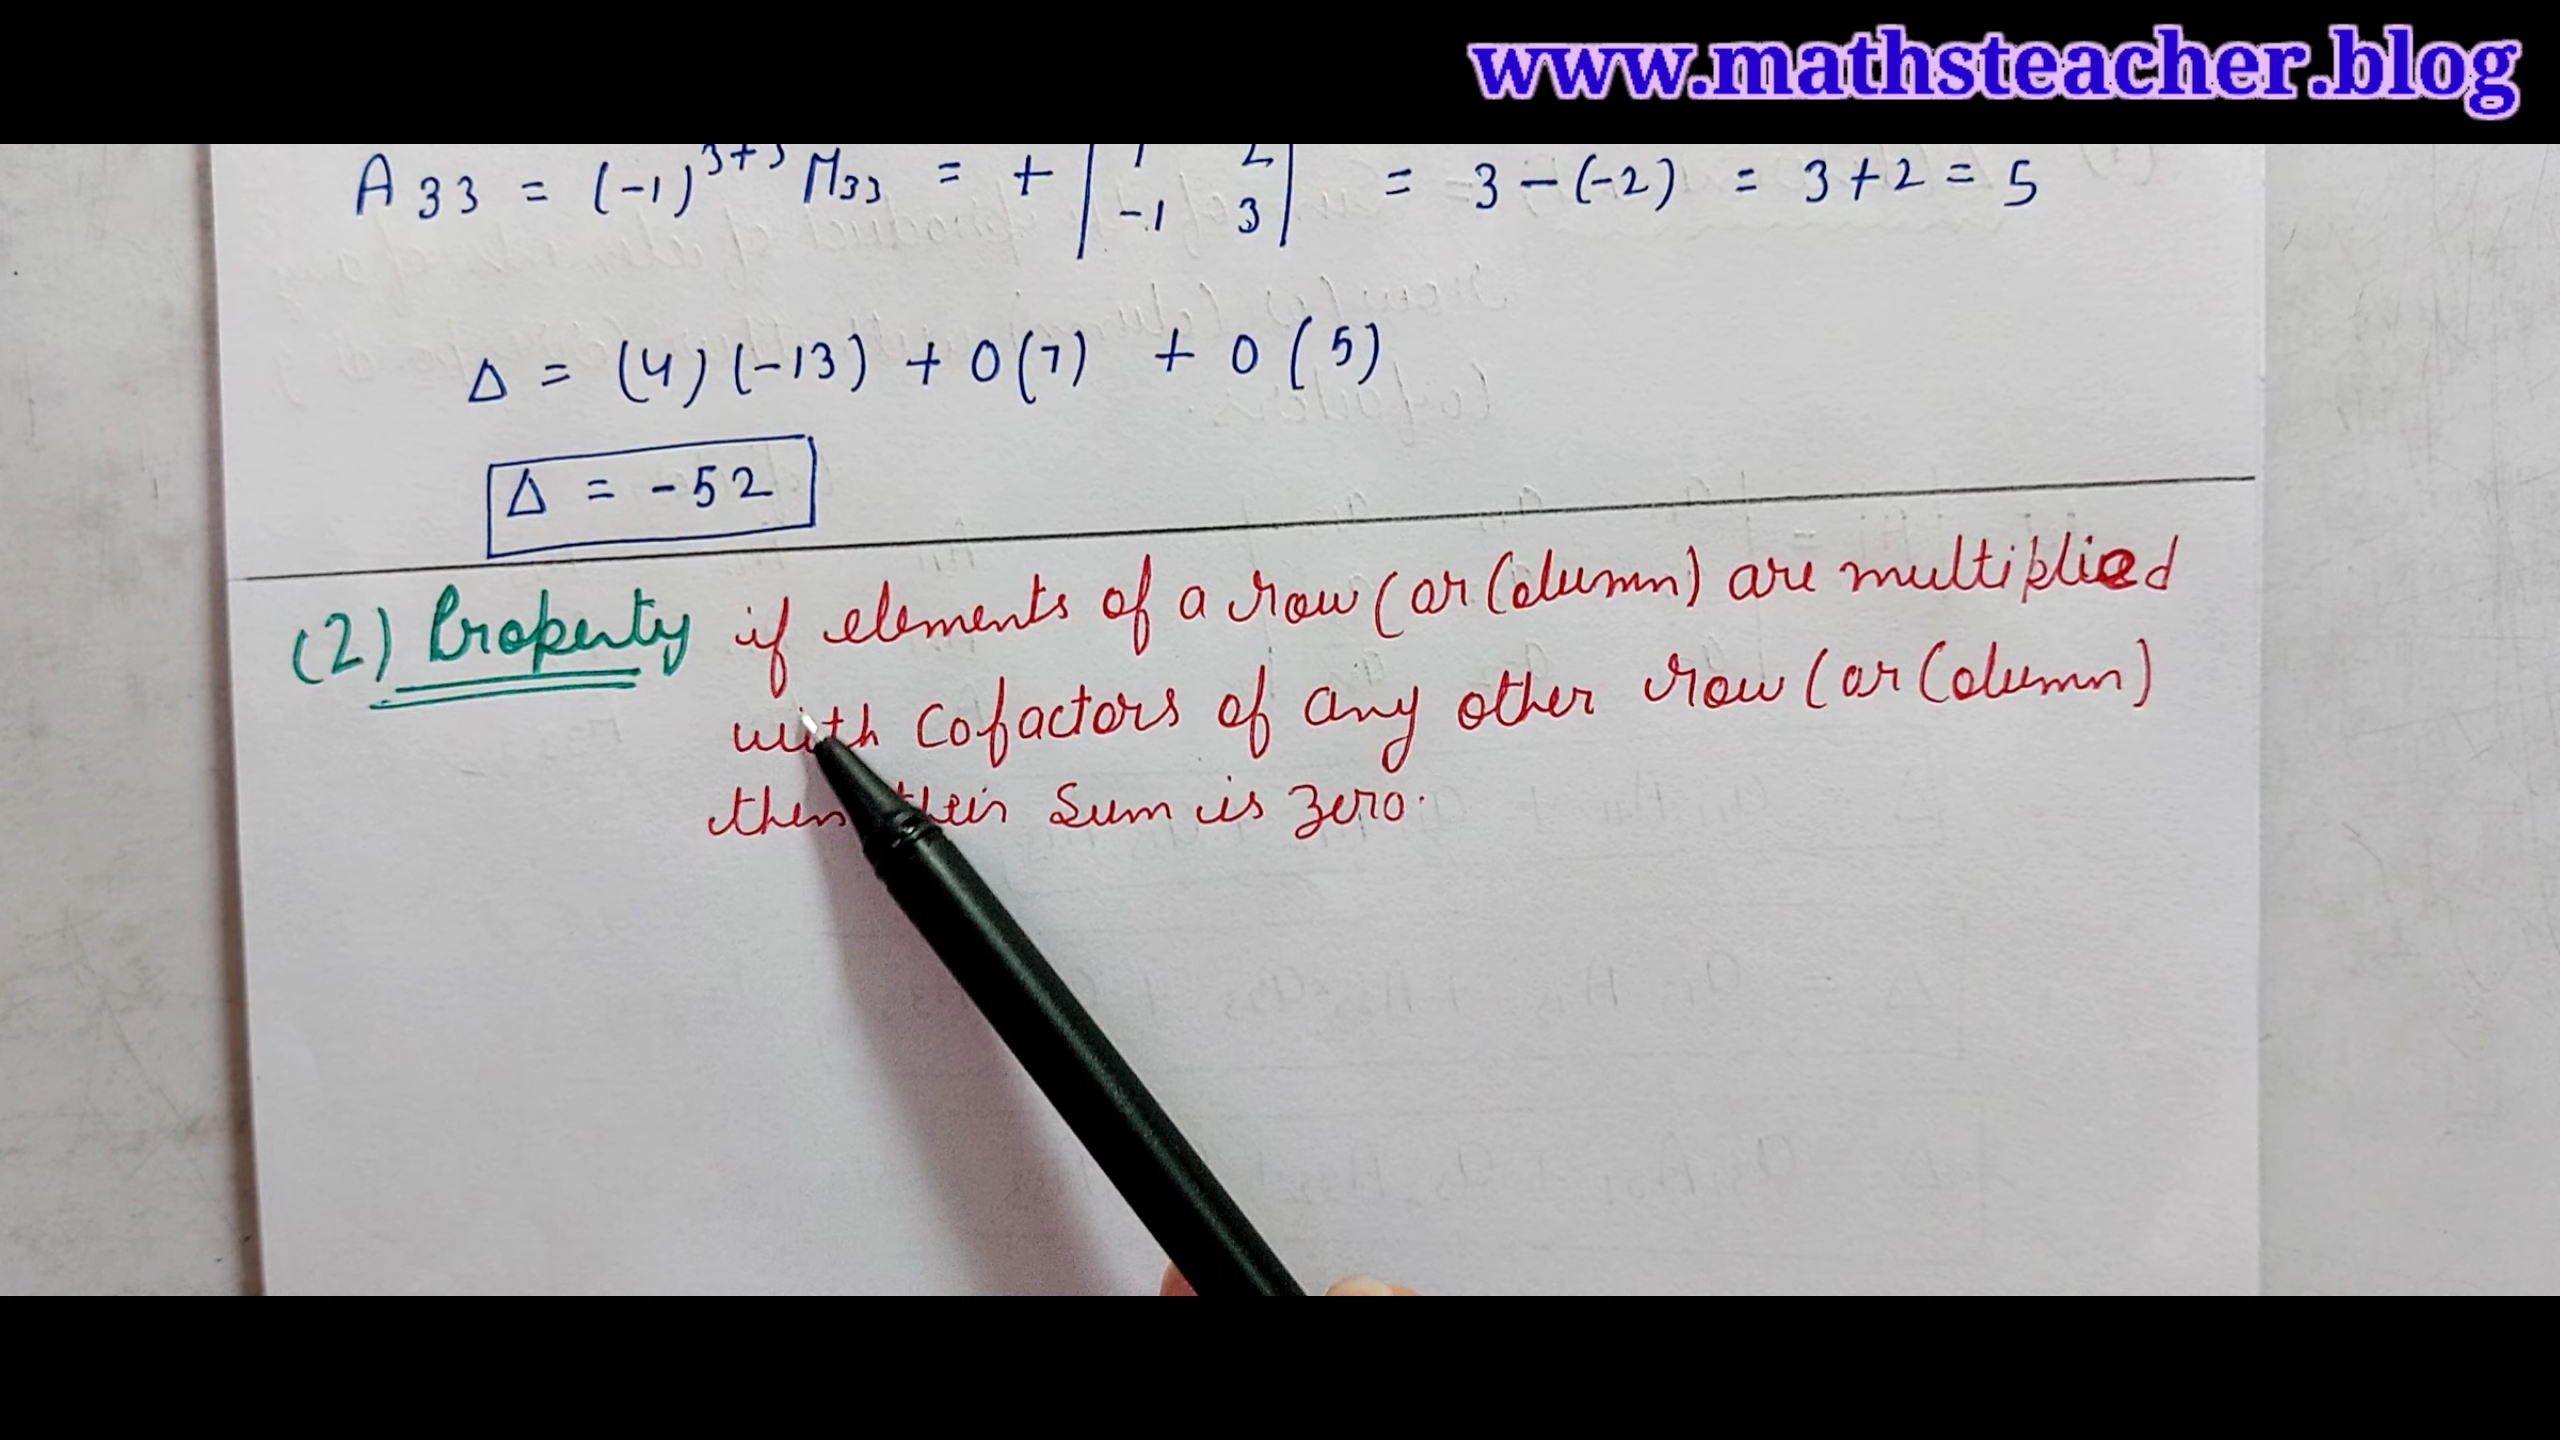 www.mathsteacher.blog
A33 = (-1)^3+3 M33 = + | 1 2 | = 3 - (-2) = 3 + 2 = 5
-1 3
Δ = (4) (-13) + 0(7) + 0 (5)
Δ = -52
(2) Property if elements of a row (or Column) are multiplied
with cofactors of any other row (or Column)
then their sum is zero.